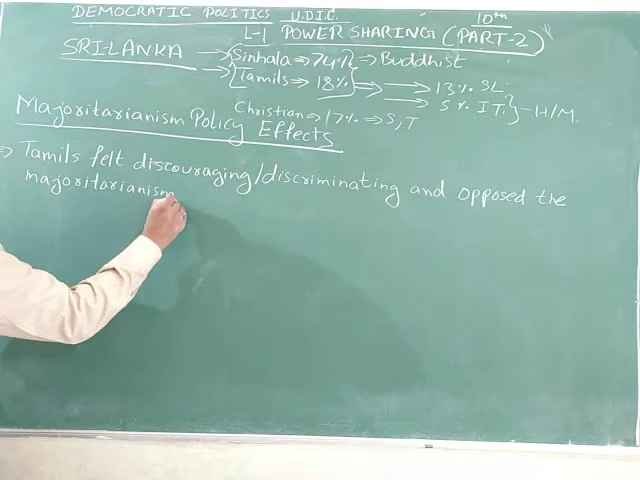 DEMOCRATIC POLITICS U.D.I.C. 10th
L-1 POWER SHARING (PART-2)
SRI-LANKA → Sinhala → 74% → Buddhist
→ Tamils → 18% → 13% SL.
→ 5% IT. } - H/M.
Christian → 17% → S,T
Majoritarianism Policy Effects
→ Tamils felt discouraging/discriminating and opposed the
majoritarianism